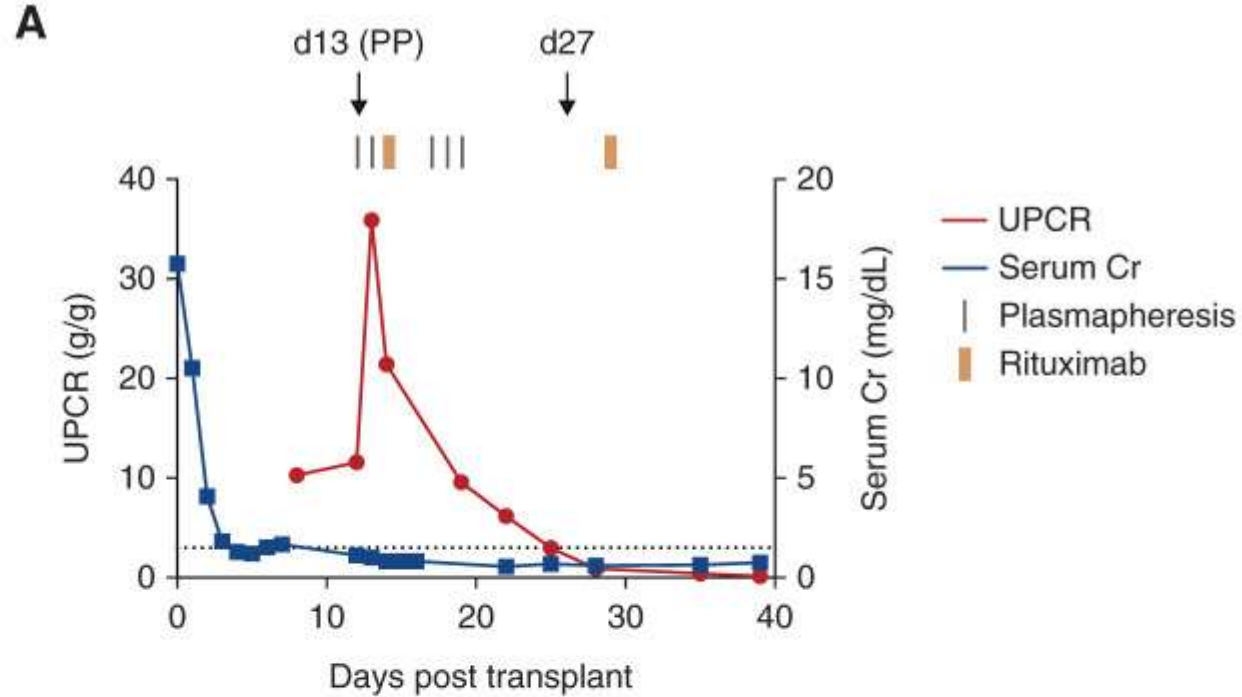 A
d13 (PP)
d27
40
30
20
10
0
UPCR (g/g)
20
15
10
5
0
Serum Cr (mg/dL)
0
10
20
30
40
Days post transplant
UPCR
Serum Cr
Plasmapheresis
Rituximab